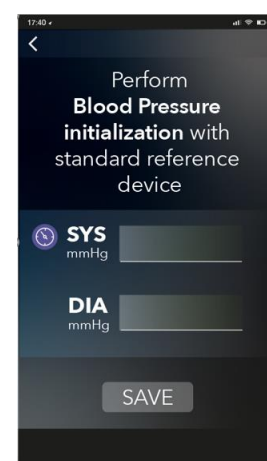 17:40
Perform
Blood Pressure
initialization with
standard reference
device
SYS
mmHg
DIA
mmHg
SAVE